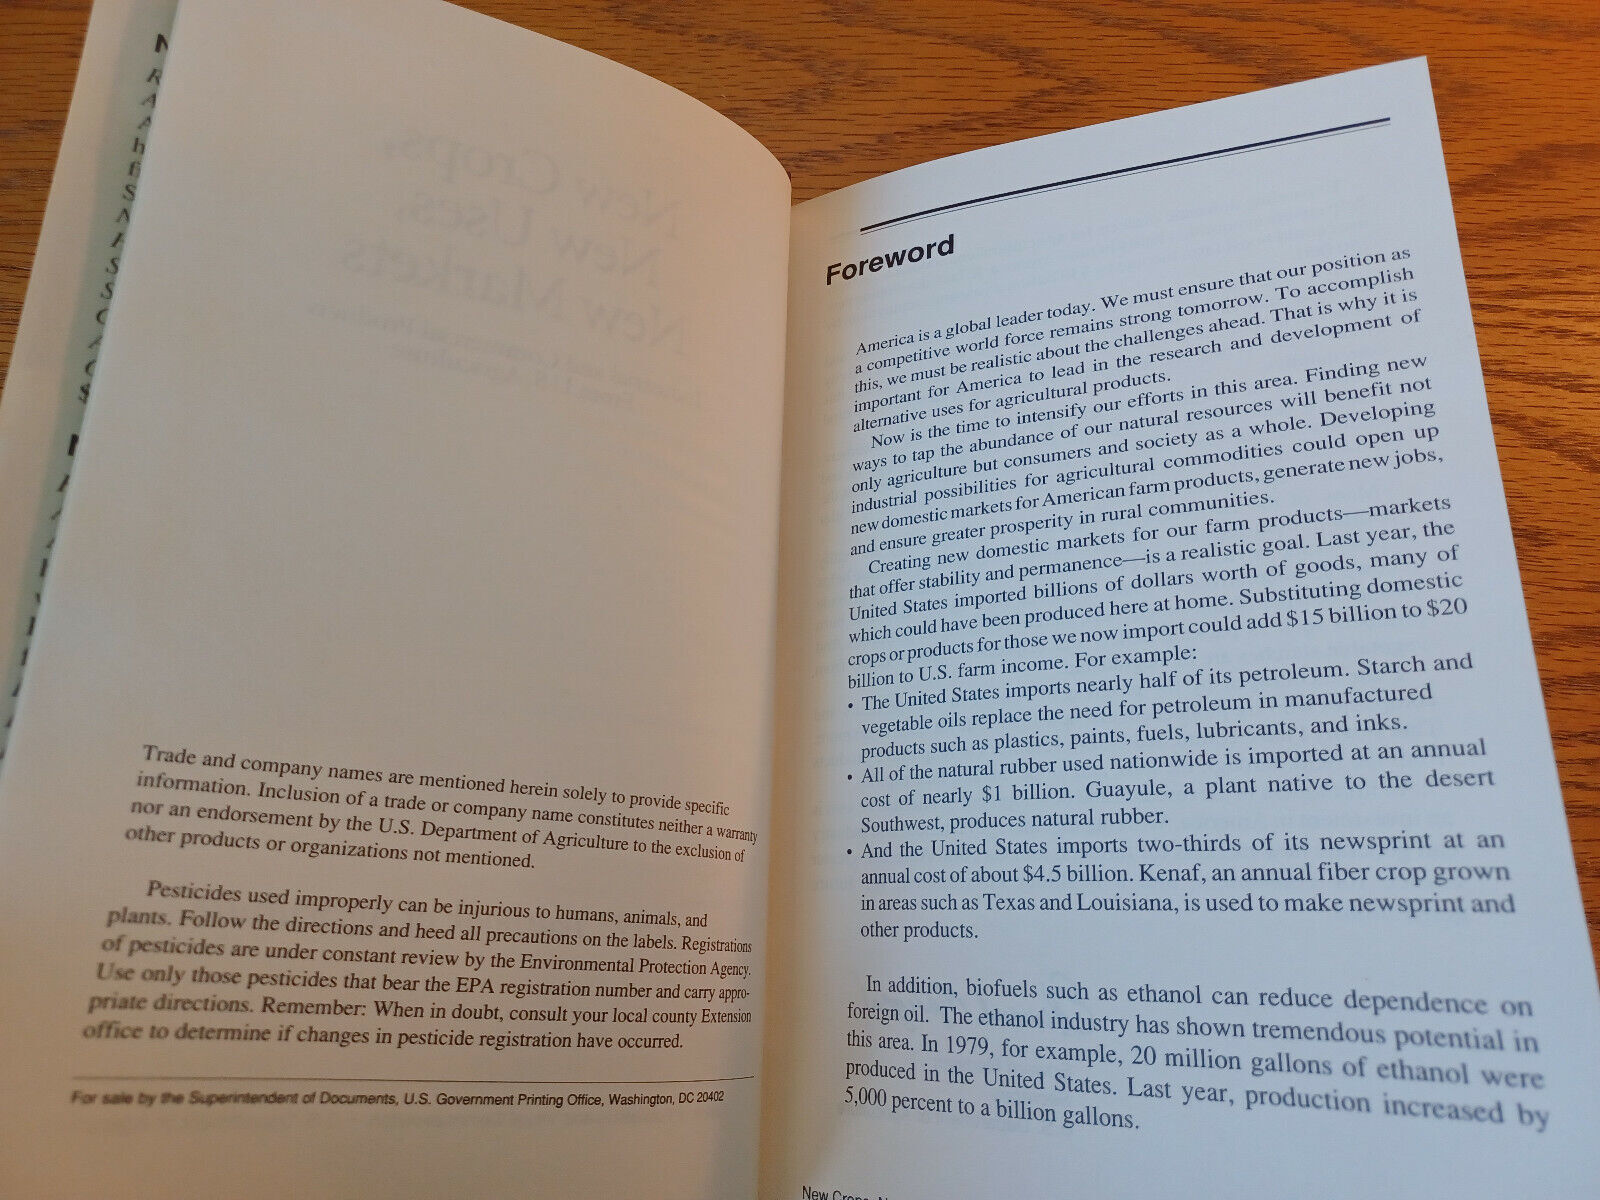 New Crops,
New Uses,
New Markets
Trade and company names are mentioned herein solely to provide specific
information. Inclusion of a trade or company name constitutes neither a warranty
nor an endorsement by the U.S. Department of Agriculture to the exclusion of
other products or organizations not mentioned.
Pesticides used improperly can be injurious to humans, animals, and
plants. Follow the directions and heed all precautions on the labels. Registrations
of pesticides are under constant review by the Environmental Protection Agency.
Use only those pesticides that bear the EPA registration number and carry appro-
priate directions. Remember: When in doubt, consult your local county Extension
office to determine if changes in pesticide registration have occurred.
For sale by the Superintendent of Documents, U.S. Government Printing Office, Washington, DC 20402
Foreword
America is a global leader today. We must ensure that our position as
a competitive world force remains strong tomorrow. To accomplish
this, we must be realistic about the challenges ahead. That is why it is
important for America to lead in the research and development of
alternative uses for agricultural products.
Now is the time to intensify our efforts in this area. Finding new
ways to tap the abundance of our natural resources will benefit not
only agriculture but consumers and society as a whole. Developing
industrial possibilities for agricultural commodities could open up
new domestic markets for American farm products, generate new jobs,
and ensure greater prosperity in rural communities.
Creating new domestic markets for our farm products—markets
that offer stability and permanence—is a realistic goal. Last year, the
United States imported billions of dollars worth of goods, many of
which could have been produced here at home. Substituting domestic
crops or products for those we now import could add $15 billion to $20
billion to U.S. farm income. For example:
• The United States imports nearly half of its petroleum. Starch and
vegetable oils replace the need for petroleum in manufactured
products such as plastics, paints, fuels, lubricants, and inks.
• All of the natural rubber used nationwide is imported at an annual
cost of nearly $1 billion. Guayule, a plant native to the desert
Southwest, produces natural rubber.
• And the United States imports two-thirds of its newsprint at an
annual cost of about $4.5 billion. Kenaf, an annual fiber crop grown
in areas such as Texas and Louisiana, is used to make newsprint and
other products.
In addition, biofuels such as ethanol can reduce dependence on
foreign oil. The ethanol industry has shown tremendous potential in
this area. In 1979, for example, 20 million gallons of ethanol were
produced in the United States. Last year, production increased by
5,000 percent to a billion gallons.
New Crops,